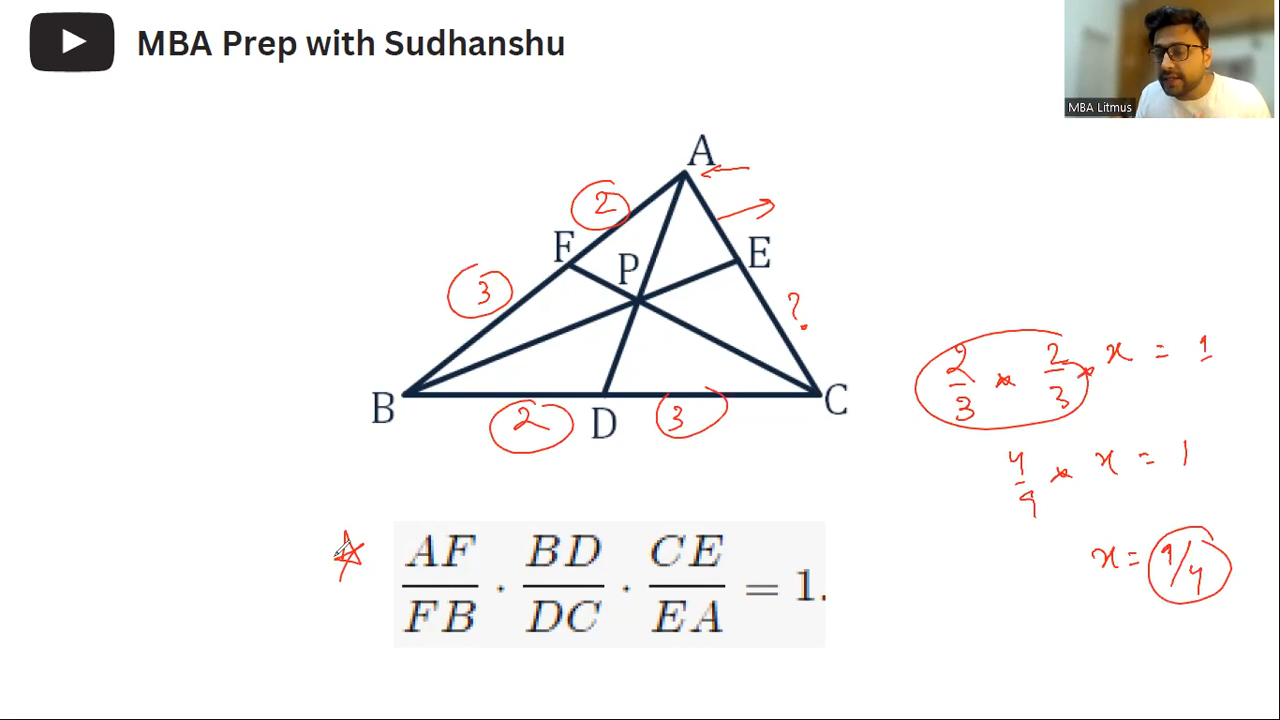 MBA Prep with Sudhanshu
MBA Litmus
A
2
F
P
E
3
?
B
2
D
3
C
2/3 * 2/3 * x = 1
4/9 * x = 1
x = 9/4
AF/FB · BD/DC · CE/EA = 1.